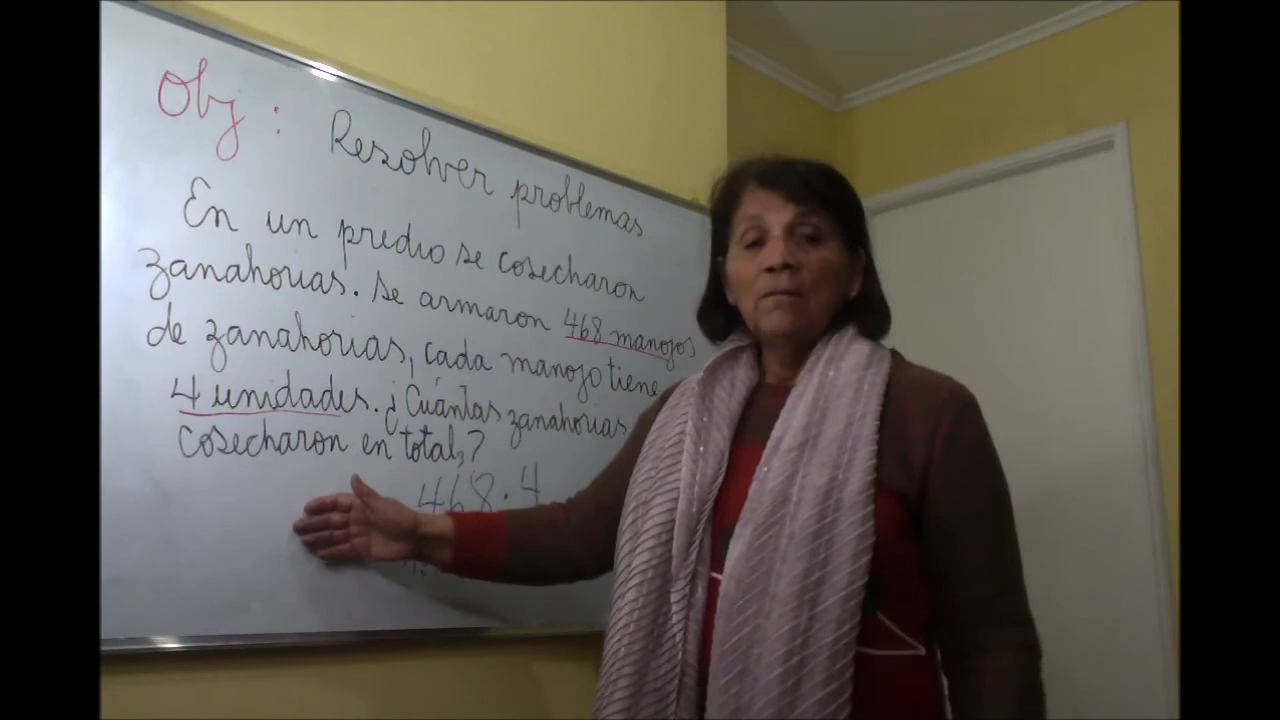 Obj : Resolver problemas
En un predio se cosecharon
zanahorias. Se armaron 468 manojos
de zanahorias, cada manojo tiene
4 unidades. ¿Cuántas zanahorias
cosecharon en total?
468 · 4